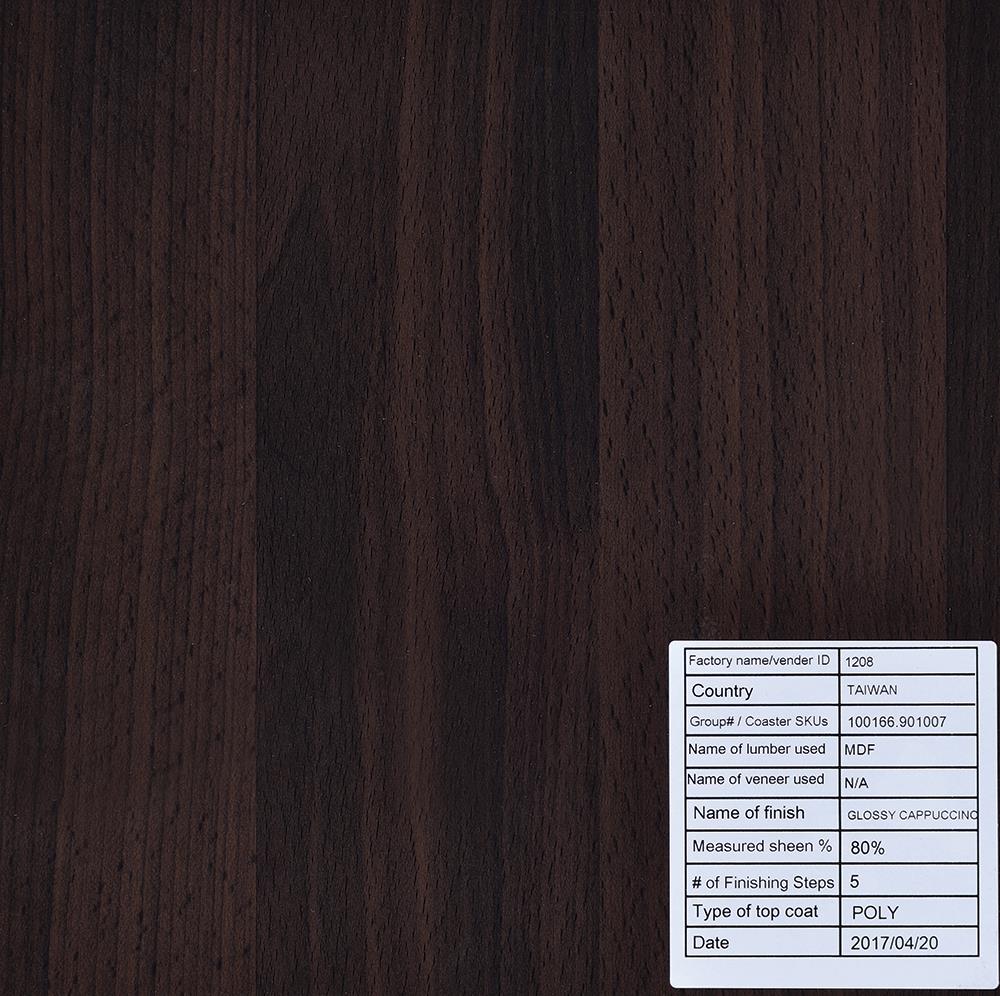 Factory name/vender ID 1208
Country TAIWAN
Group# / Coaster SKUs 100166.901007
Name of lumber used MDF
Name of veneer used N/A
Name of finish GLOSSY CAPPUCCINO
Measured sheen % 80%
# of Finishing Steps 5
Type of top coat POLY
Date 2017/04/20